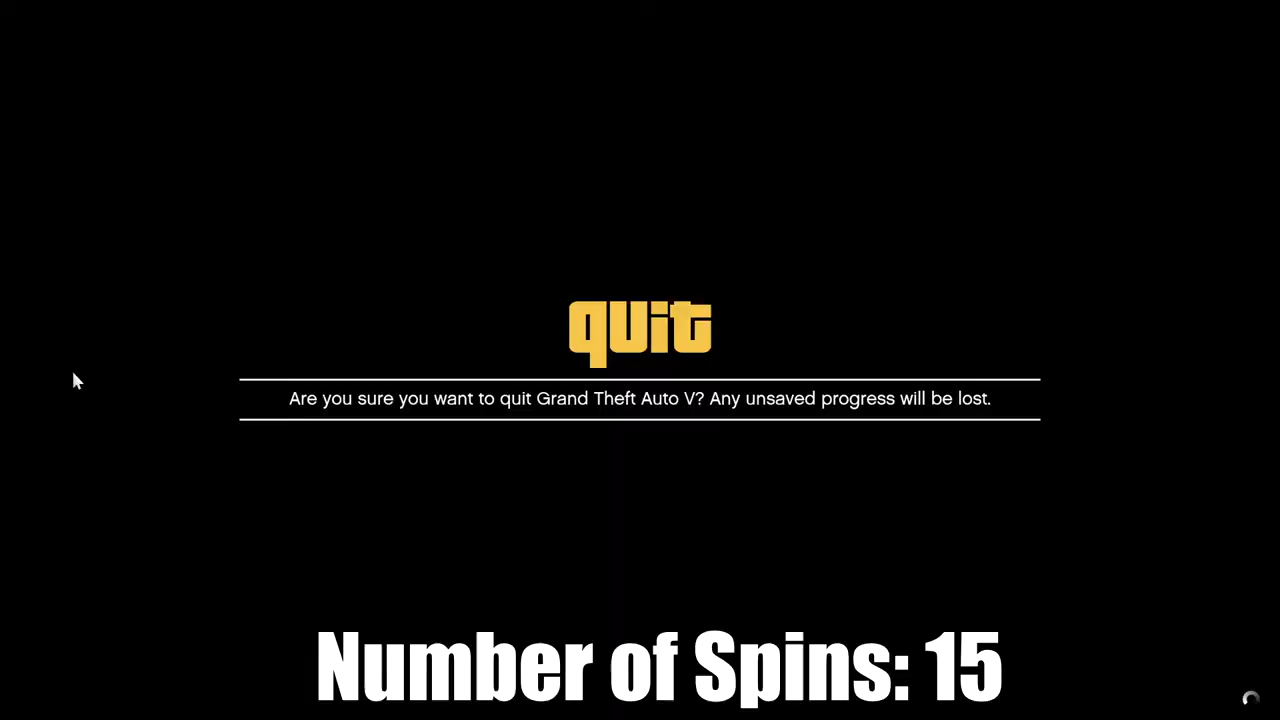 quit
Are you sure you want to quit Grand Theft Auto V? Any unsaved progress will be lost.
Number of Spins: 15